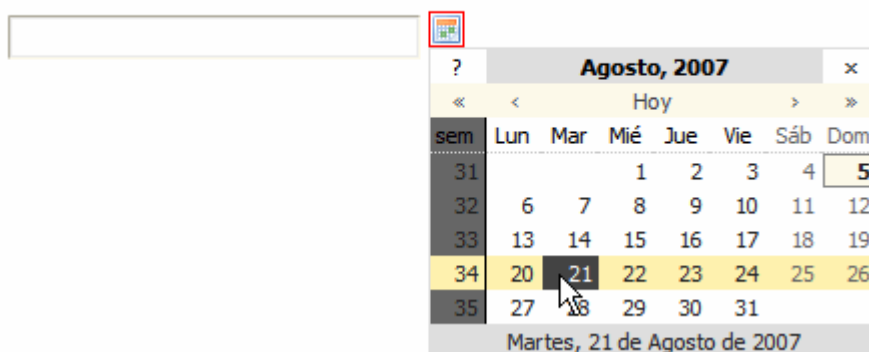 ? Agosto, 2007 ×
« ‹ Hoy › »
sem Lun Mar Mié Jue Vie Sáb Dom
31 1 2 3 4 5
32 6 7 8 9 10 11 12
33 13 14 15 16 17 18 19
34 20 21 22 23 24 25 26
35 27 28 29 30 31
Martes, 21 de Agosto de 2007